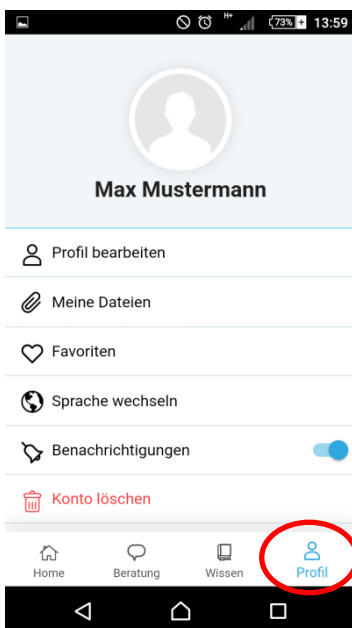 H+ 73% 13:59
Max Mustermann
Profil bearbeiten
Meine Dateien
Favoriten
Sprache wechseln
Benachrichtigungen
Konto löschen
Home Beratung Wissen Profil